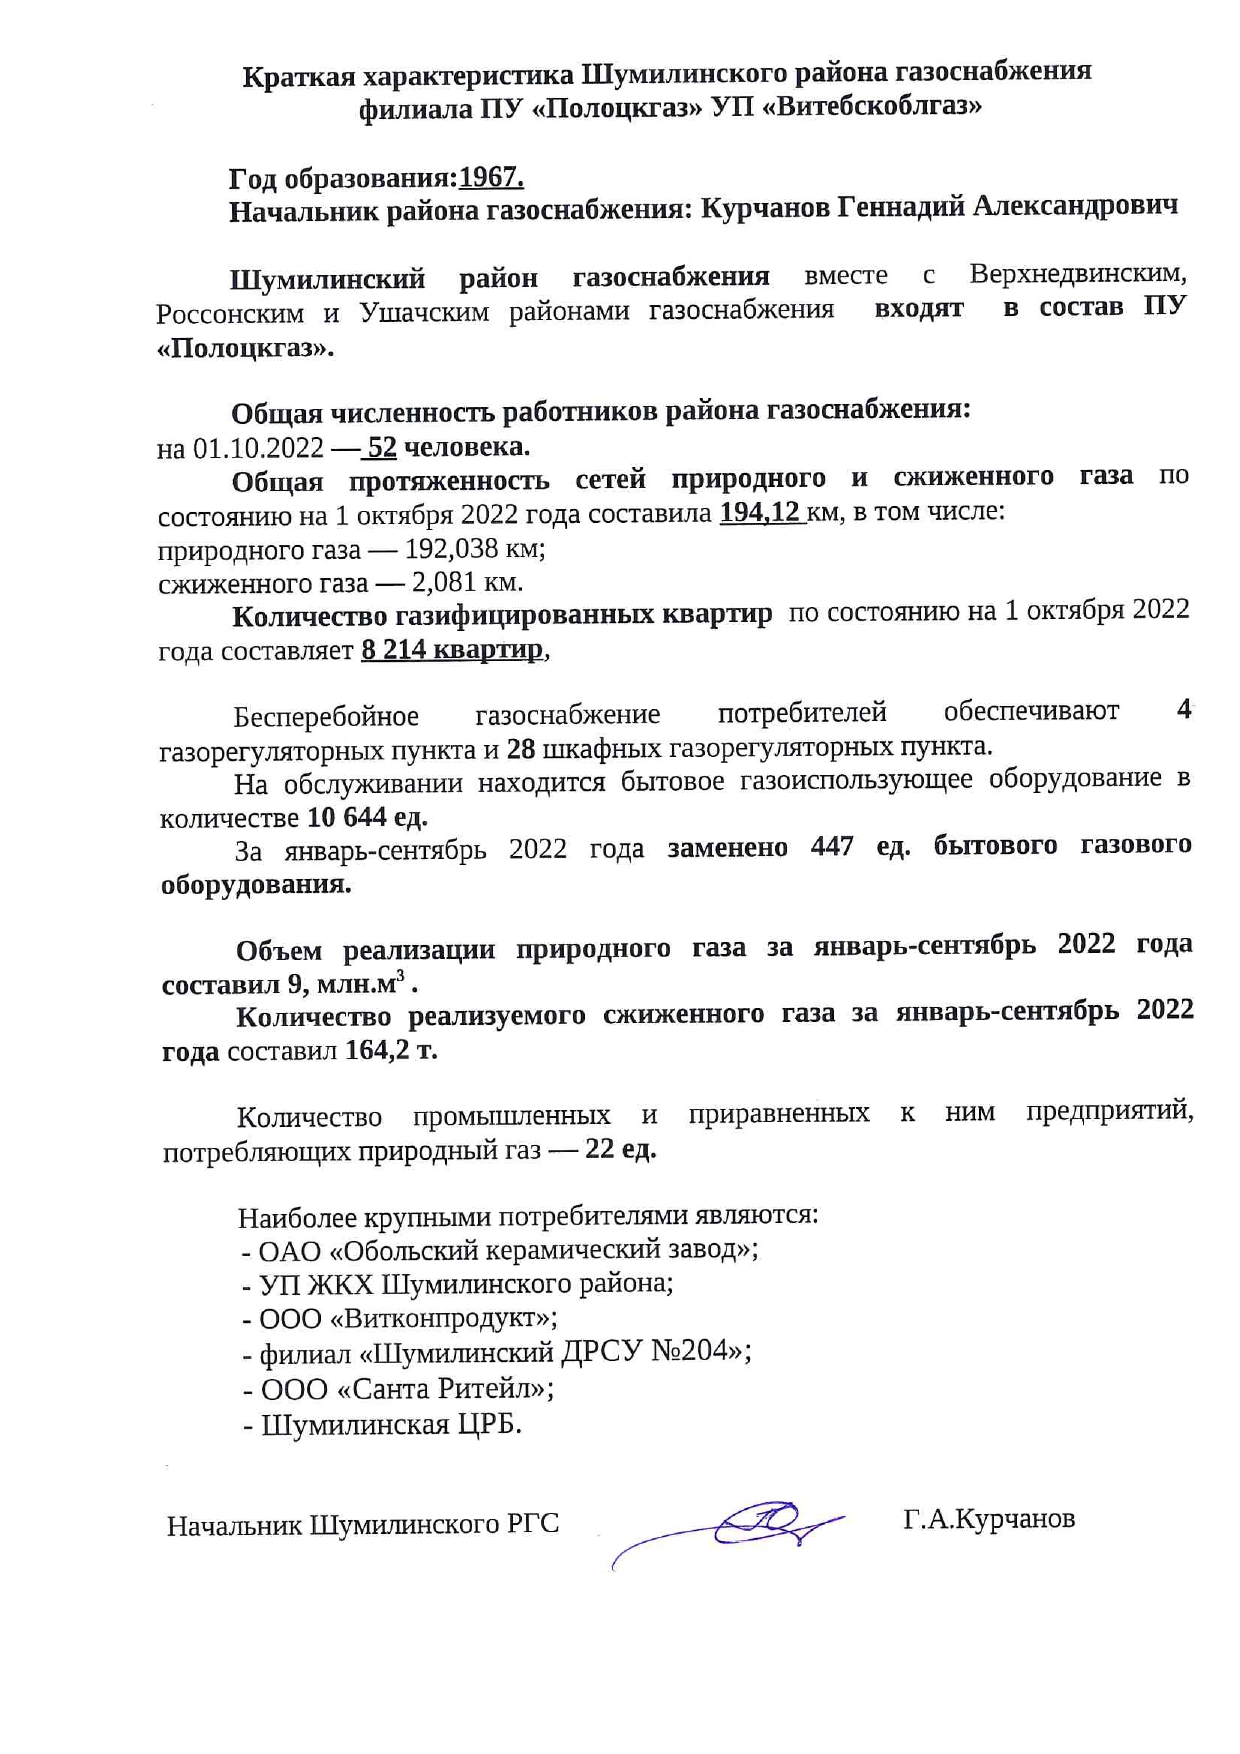 Краткая характеристика Шумилинского района газоснабжения
филиала ПУ «Полоцкгаз» УП «Витебскоблгаз»
Год образования:1967.
Начальник района газоснабжения: Курчанов Геннадий Александрович
Шумилинский район газоснабжения вместе с Верхнедвинским,
Россонским и Ушачским районами газоснабжения входят в состав ПУ
«Полоцкгаз».
Общая численность работников района газоснабжения:
на 01.10.2022 — 52 человека.
Общая протяженность сетей природного и сжиженного газа по
состоянию на 1 октября 2022 года составила 194,12 км, в том числе:
природного газа — 192,038 км;
сжиженного газа — 2,081 км.
Количество газифицированных квартир по состоянию на 1 октября 2022
года составляет 8 214 квартир,
Бесперебойное газоснабжение потребителей обеспечивают 4
газорегуляторных пункта и 28 шкафных газорегуляторных пункта.
На обслуживании находится бытовое газоиспользующее оборудование в
количестве 10 644 ед.
За январь-сентябрь 2022 года заменено 447 ед. бытового газового
оборудования.
Объем реализации природного газа за январь-сентябрь 2022 года
составил 9, млн.м³ .
Количество реализуемого сжиженного газа за январь-сентябрь 2022
года составил 164,2 т.
Количество промышленных и приравненных к ним предприятий,
потребляющих природный газ — 22 ед.
Наиболее крупными потребителями являются:
- ОАО «Обольский керамический завод»;
- УП ЖКХ Шумилинского района;
- ООО «Витконпродукт»;
- филиал «Шумилинский ДРСУ №204»;
- ООО «Санта Ритейл»;
- Шумилинская ЦРБ.
Начальник Шумилинского РГС Г.А.Курчанов